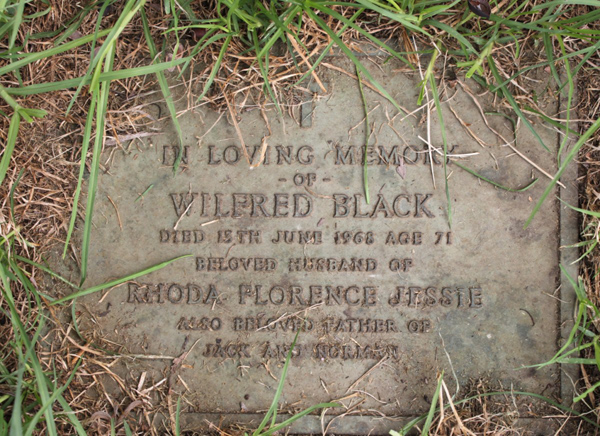 IN LOVING MEMORY
- OF -
WILFRED BLACK
DIED 15TH JUNE 1968 AGE 71
BELOVED HUSBAND OF
RHODA FLORENCE JESSIE
ALSO BELOVED FATHER OF
JACK AND NORMAN